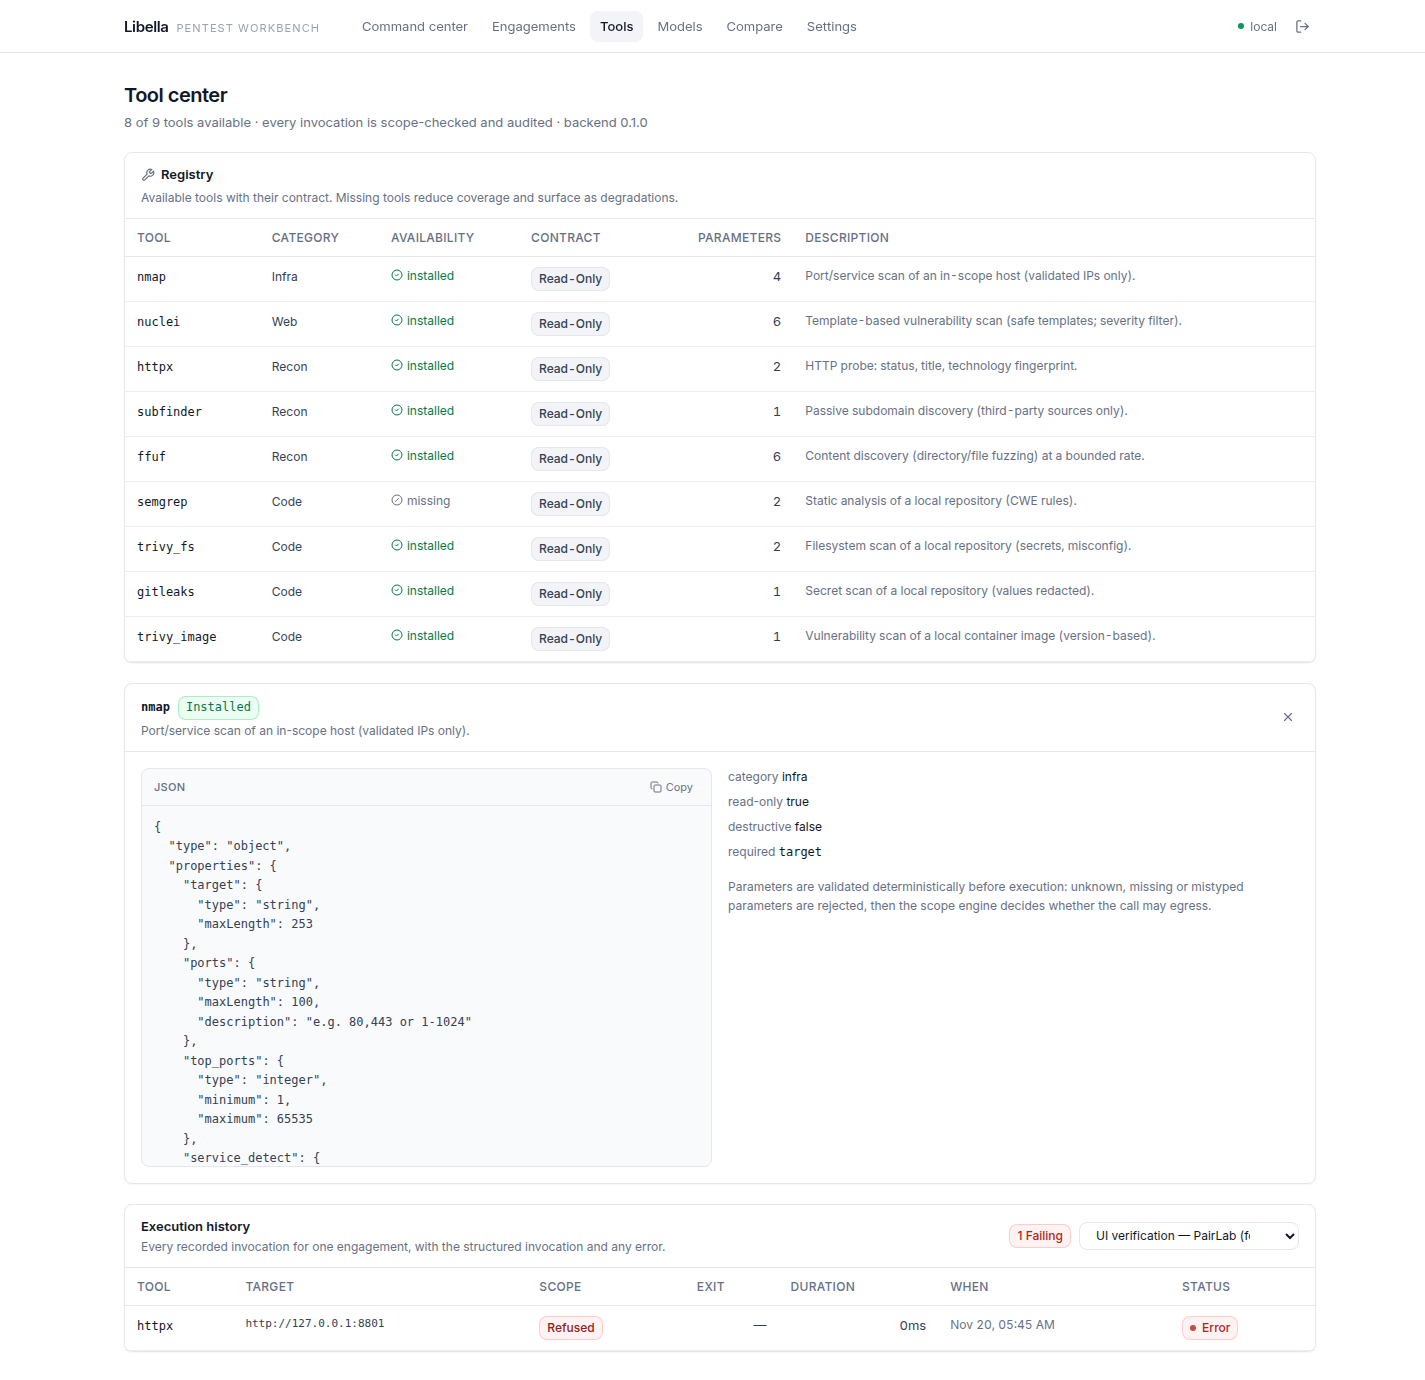 Libella PENTEST WORKBENCH Command center Engagements Tools Models Compare Settings local
Tool center
8 of 9 tools available · every invocation is scope-checked and audited · backend 0.1.0
Registry
Available tools with their contract. Missing tools reduce coverage and surface as degradations.
TOOL CATEGORY AVAILABILITY CONTRACT PARAMETERS DESCRIPTION
nmap Infra installed Read-Only 4 Port/service scan of an in-scope host (validated IPs only).
nuclei Web installed Read-Only 6 Template-based vulnerability scan (safe templates; severity filter).
httpx Recon installed Read-Only 2 HTTP probe: status, title, technology fingerprint.
subfinder Recon installed Read-Only 1 Passive subdomain discovery (third-party sources only).
ffuf Recon installed Read-Only 6 Content discovery (directory/file fuzzing) at a bounded rate.
semgrep Code missing Read-Only 2 Static analysis of a local repository (CWE rules).
trivy_fs Code installed Read-Only 2 Filesystem scan of a local repository (secrets, misconfig).
gitleaks Code installed Read-Only 1 Secret scan of a local repository (values redacted).
trivy_image Code installed Read-Only 1 Vulnerability scan of a local container image (version-based).
nmap Installed
Port/service scan of an in-scope host (validated IPs only).
JSON Copy
{
"type": "object",
"properties": {
"target": {
"type": "string",
"maxLength": 253
},
"ports": {
"type": "string",
"maxLength": 100,
"description": "e.g. 80,443 or 1-1024"
},
"top_ports": {
"type": "integer",
"minimum": 1,
"maximum": 65535
},
"service_detect": {
category infra
read-only true
destructive false
required target
Parameters are validated deterministically before execution: unknown, missing or mistyped
parameters are rejected, then the scope engine decides whether the call may egress.
Execution history
Every recorded invocation for one engagement, with the structured invocation and any error.
1 Failing UI verification — PairLab (f
TOOL TARGET SCOPE EXIT DURATION WHEN STATUS
httpx http://127.0.0.1:8801 Refused — 0ms Nov 20, 05:45 AM Error